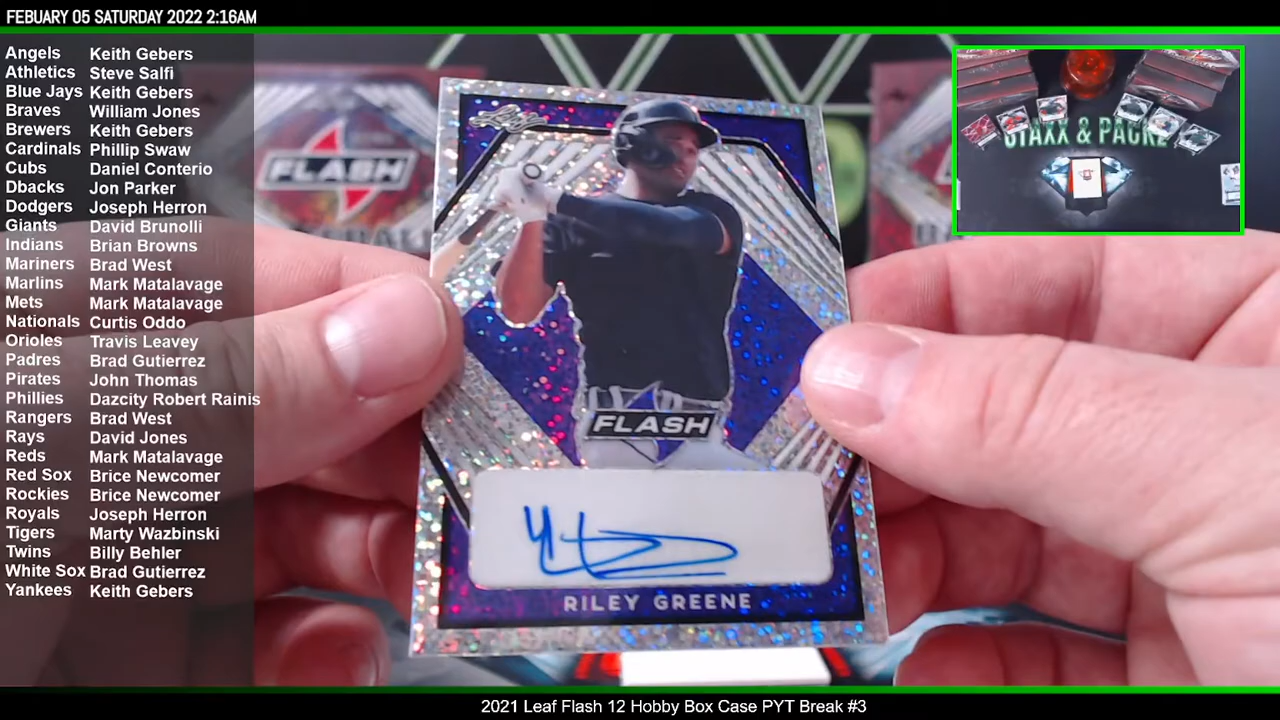 FEBUARY 05 SATURDAY 2022 2:16AM
Angels Keith Gebers
Athletics Steve Salfi
Blue Jays Keith Gebers
Braves William Jones
Brewers Keith Gebers
Cardinals Phillip Swaw
Cubs Daniel Conterio
Dbacks Jon Parker
Dodgers Joseph Herron
Giants David Brunolli
Indians Brian Browns
Mariners Brad West
Marlins Mark Matalavage
Mets Mark Matalavage
Nationals Curtis Oddo
Orioles Travis Leavey
Padres Brad Gutierrez
Pirates John Thomas
Phillies Dazcity Robert Rainis
Rangers Brad West
Rays David Jones
Reds Mark Matalavage
Red Sox Brice Newcomer
Rockies Brice Newcomer
Royals Joseph Herron
Tigers Marty Wazbinski
Twins Billy Behler
White Sox Brad Gutierrez
Yankees Keith Gebers
FLASH
Leaf
FLASH
RILEY GREENE
STAXX & PACKZ
2021 Leaf Flash 12 Hobby Box Case PYT Break #3